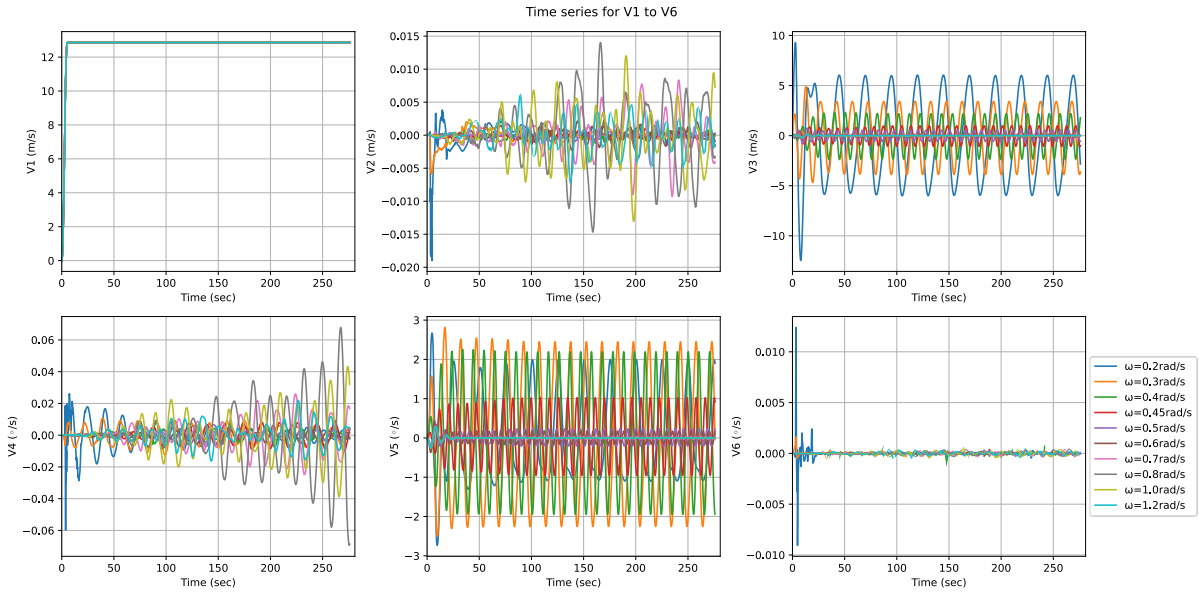 Time series for V1 to V6
V1 (m/s)
12
10
8
6
4
2
0
0 50 100 150 200 250
Time (sec)
V2 (m/s)
0.015
0.010
0.005
0.000
−0.005
−0.010
−0.015
−0.020
0 50 100 150 200 250
Time (sec)
V3 (m/s)
10
5
0
−5
−10
0 50 100 150 200 250
Time (sec)
V4 (°/s)
0.06
0.04
0.02
0.00
−0.02
−0.04
−0.06
0 50 100 150 200 250
Time (sec)
V5 (°/s)
3
2
1
0
−1
−2
−3
0 50 100 150 200 250
Time (sec)
V6 (°/s)
0.010
0.005
0.000
−0.005
−0.010
0 50 100 150 200 250
Time (sec)
ω=0.2rad/s
ω=0.3rad/s
ω=0.4rad/s
ω=0.45rad/s
ω=0.5rad/s
ω=0.6rad/s
ω=0.7rad/s
ω=0.8rad/s
ω=1.0rad/s
ω=1.2rad/s